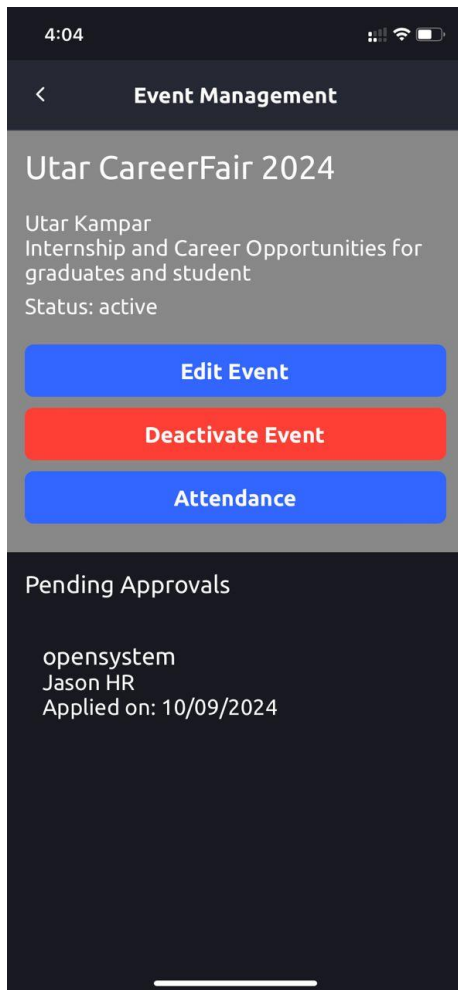 4:04
Event Management
Utar CareerFair 2024
Utar Kampar
Internship and Career Opportunities for
graduates and student
Status: active
Edit Event
Deactivate Event
Attendance
Pending Approvals
opensystem
Jason HR
Applied on: 10/09/2024